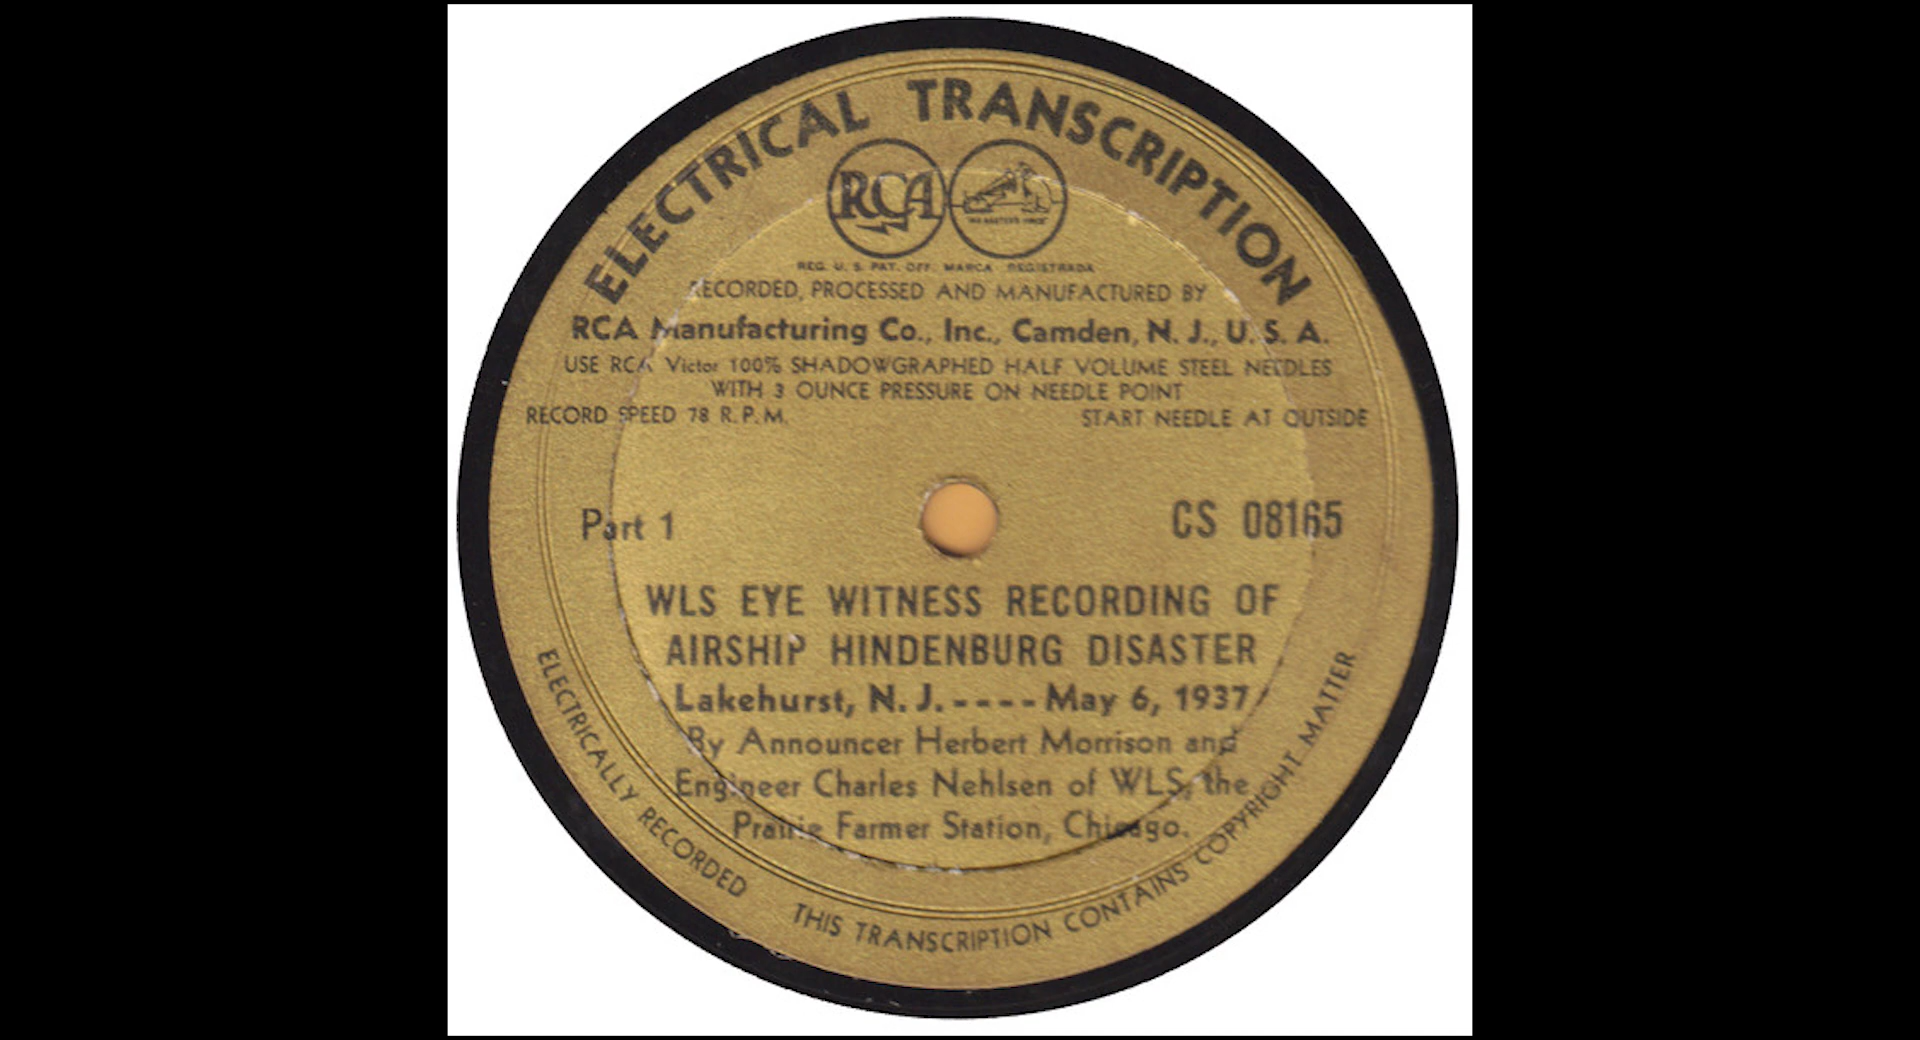 ELECTRICAL TRANSCRIPTION
RCA
"HIS MASTER'S VOICE"
REG. U. S. PAT. OFF. MARCA REGISTRADA
RECORDED, PROCESSED AND MANUFACTURED BY
RCA Manufacturing Co., Inc., Camden, N. J., U. S. A.
USE RCA Victor 100% SHADOWGRAPHED HALF VOLUME STEEL NEEDLES
WITH 3 OUNCE PRESSURE ON NEEDLE POINT
RECORD SPEED 78 R.P.M.
START NEEDLE AT OUTSIDE
Part 1
CS 08165
WLS EYE WITNESS RECORDING OF
AIRSHIP HINDENBURG DISASTER
Lakehurst, N. J. - - - - May 6, 1937
By Announcer Herbert Morrison and
Engineer Charles Nehlsen of WLS, the
Prairie Farmer Station, Chicago.
ELECTRICALLY RECORDED
THIS TRANSCRIPTION CONTAINS COPYRIGHT MATTER